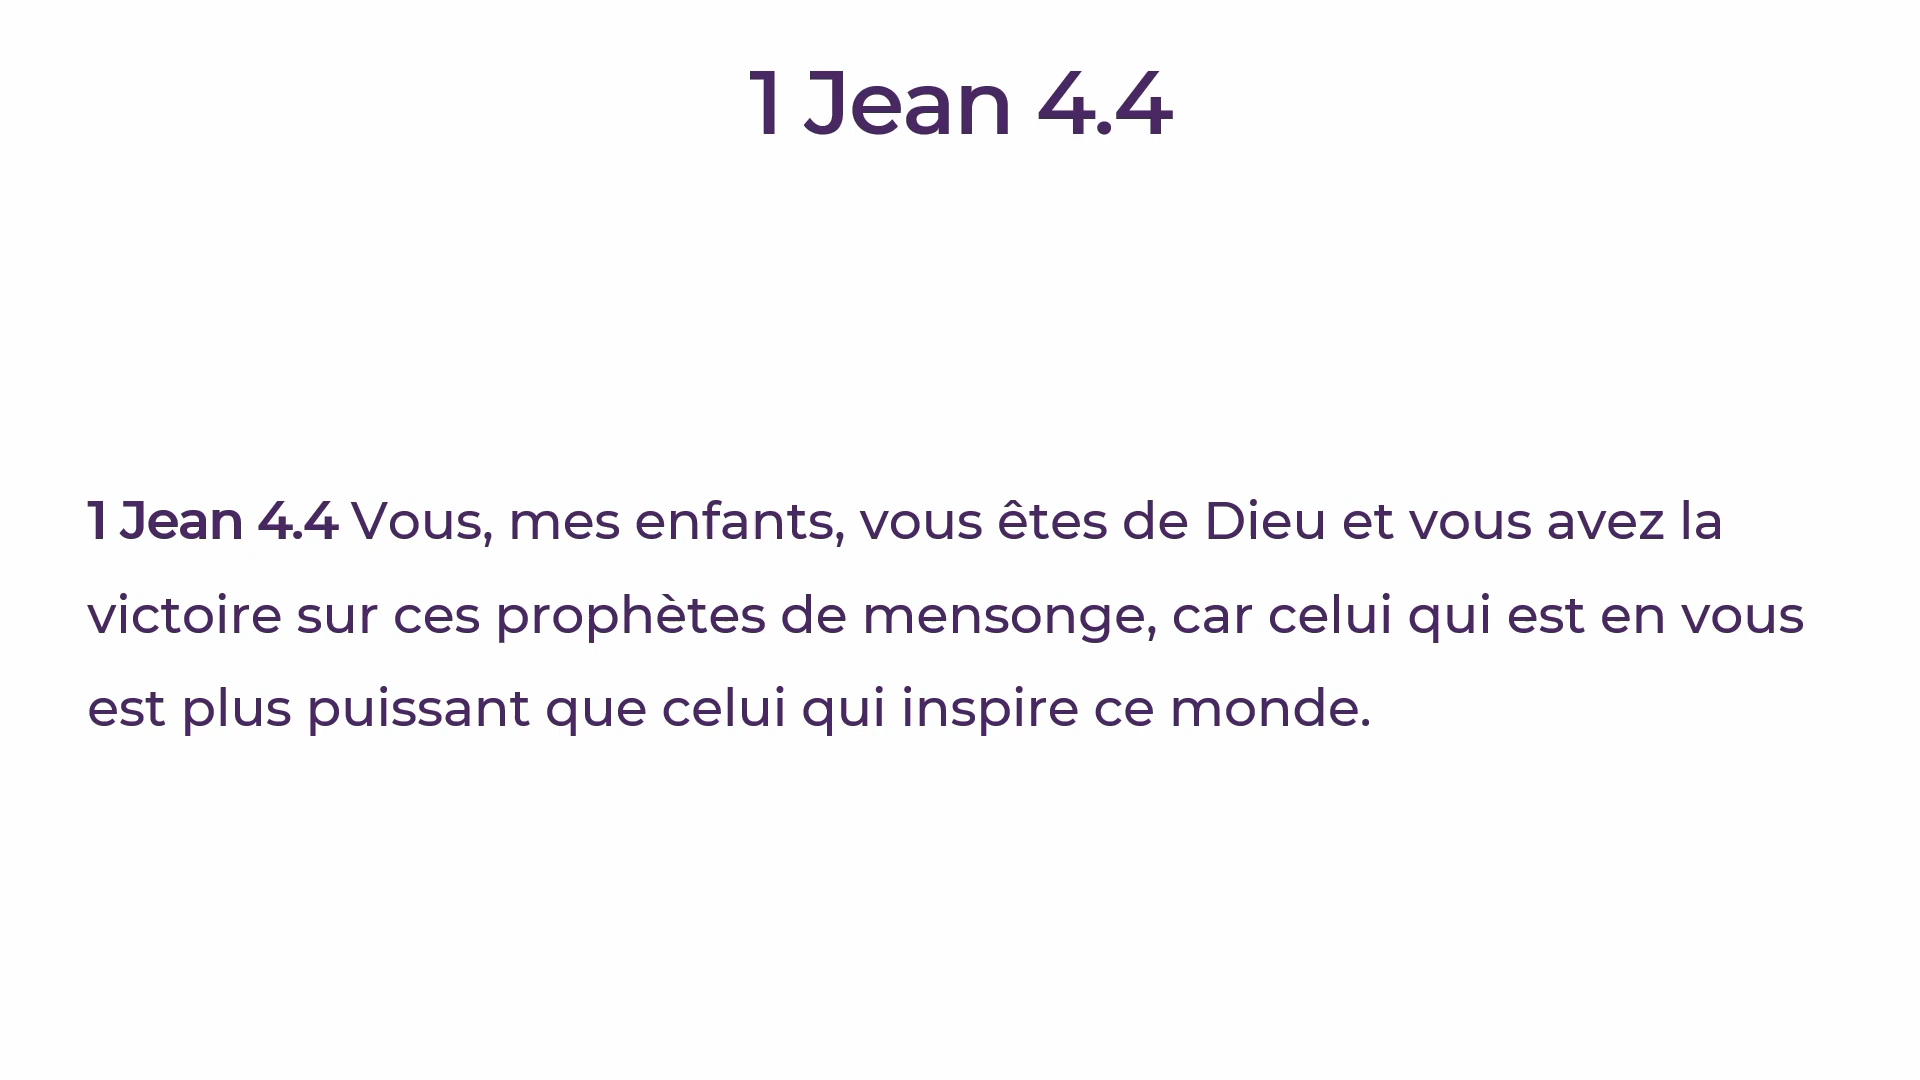 1 Jean 4.4
1 Jean 4.4 Vous, mes enfants, vous êtes de Dieu et vous avez la
victoire sur ces prophètes de mensonge, car celui qui est en vous
est plus puissant que celui qui inspire ce monde.